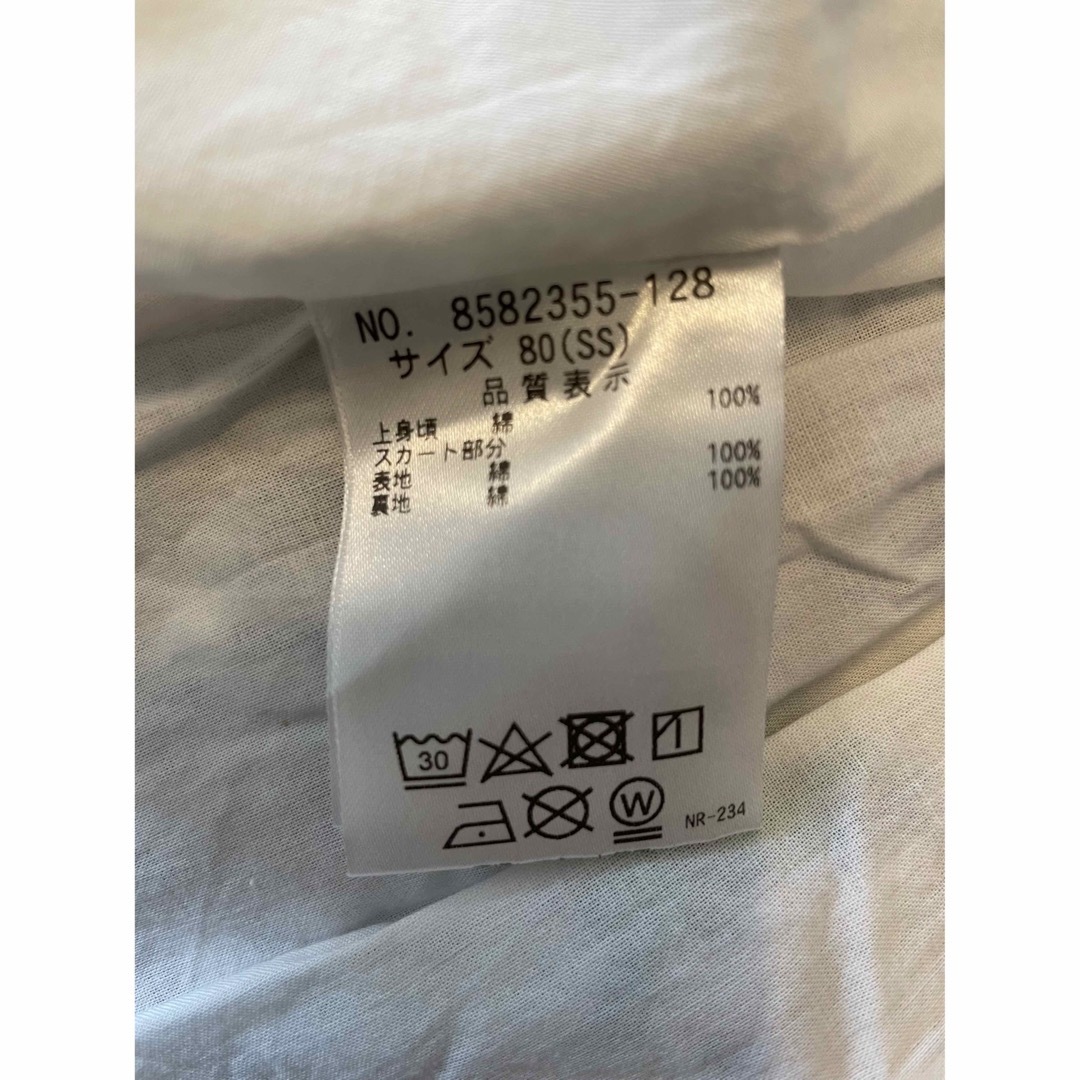 NO. 8582355-128
サイズ 80(SS)
品質表示
上身頃 綿 100%
スカート部分
表地 綿 100%
裏地 綿 100%
30
W
NR-234